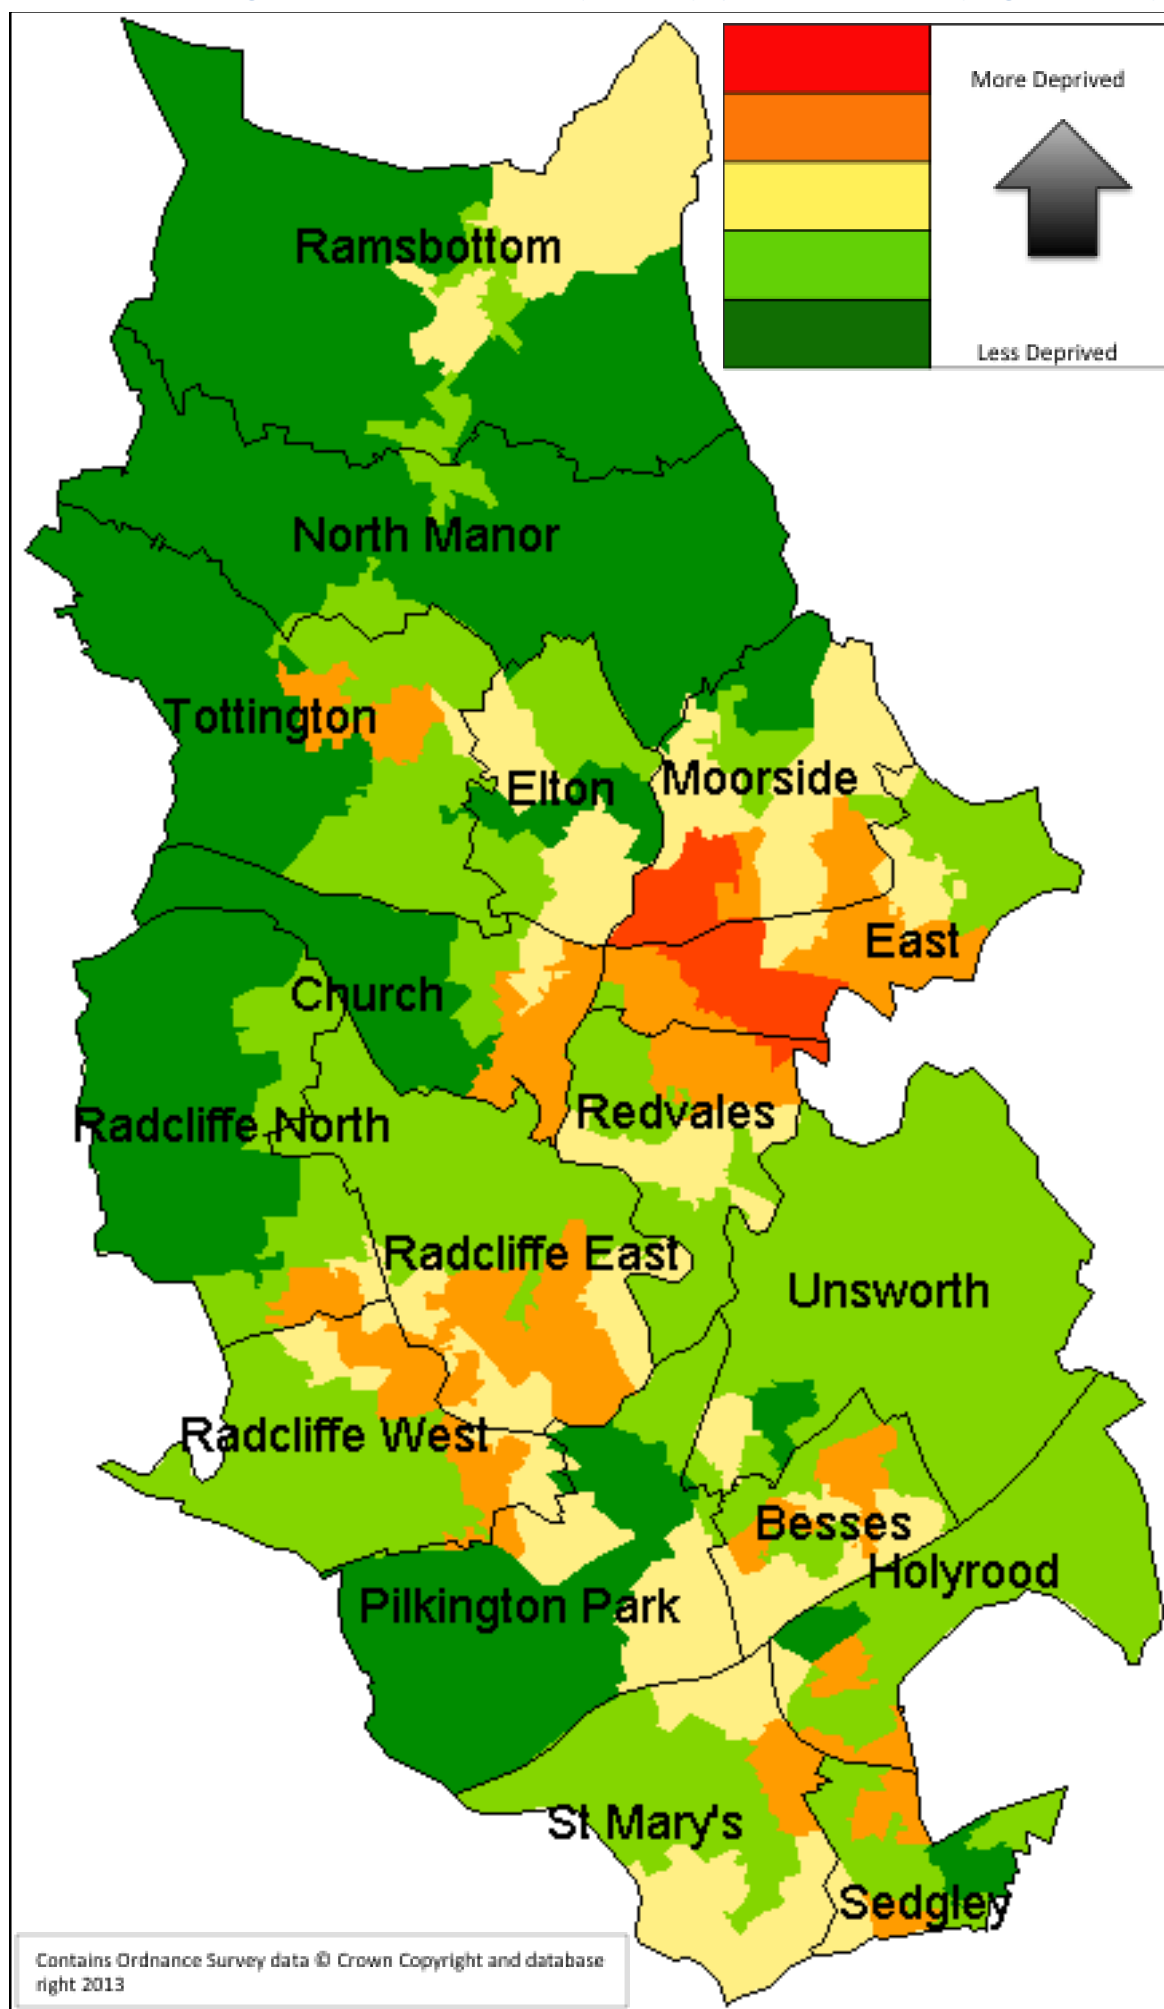 More Deprived
Less Deprived
Ramsbottom
North Manor
Tottington
Elton
Moorside
East
Church
Radcliffe North
Redvales
Radcliffe East
Unsworth
Radcliffe West
Besses
Holyrood
Pilkington Park
St Mary's
Sedgley
Contains Ordnance Survey data © Crown Copyright and database
right 2013